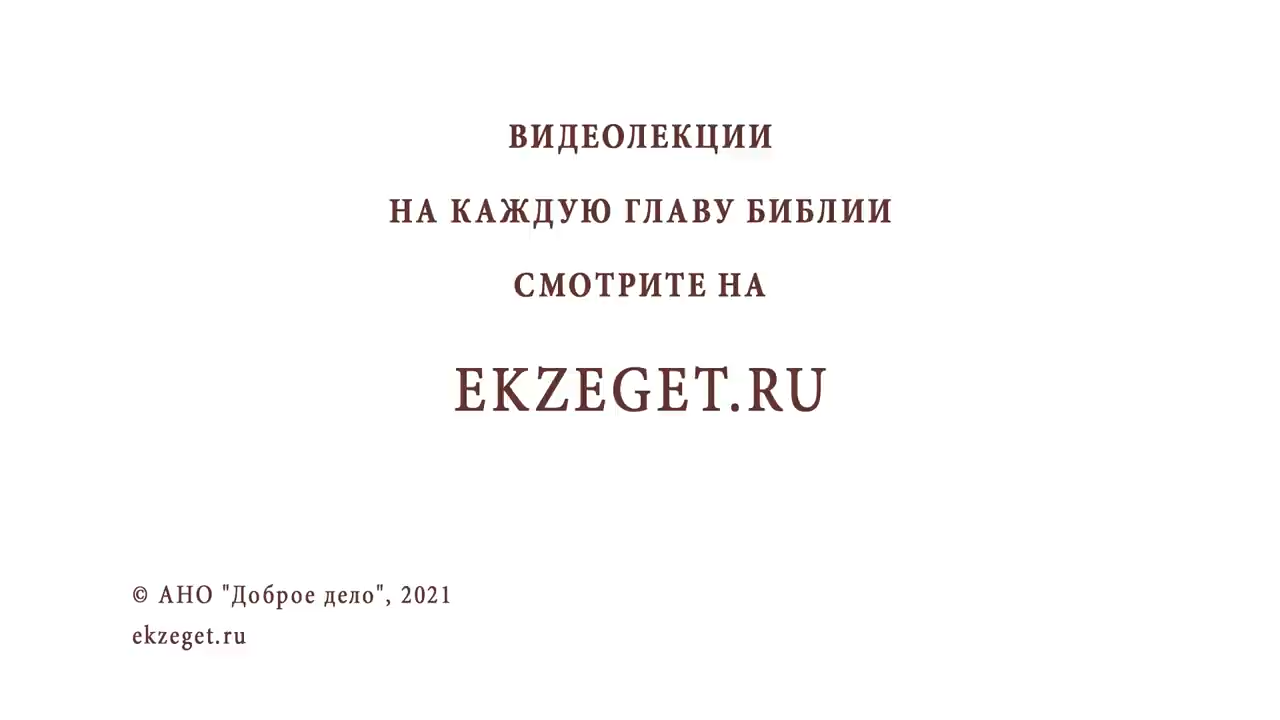 ВИДЕОЛЕКЦИИ
НА КАЖДУЮ ГЛАВУ БИБЛИИ
СМОТРИТЕ НА
EKZEGET.RU
© АНО "Доброе дело", 2021
ekzeget.ru